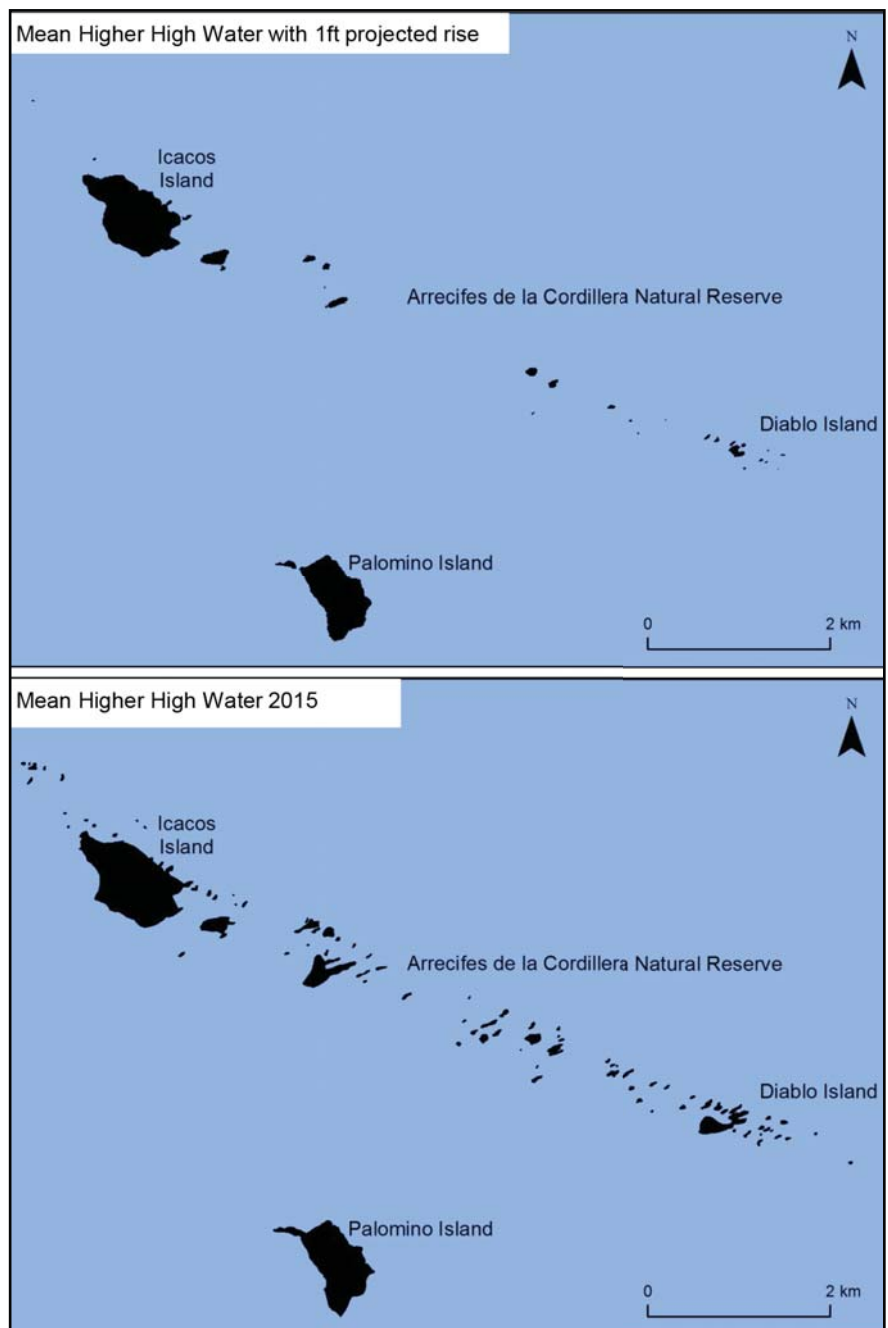 Mean Higher High Water with 1ft projected rise
N
Icacos
Island
Arrecifes de la Cordillera Natural Reserve
Diablo Island
Palomino Island
0 2 km
Mean Higher High Water 2015
N
Icacos
Island
Arrecifes de la Cordillera Natural Reserve
Diablo Island
Palomino Island
0 2 km